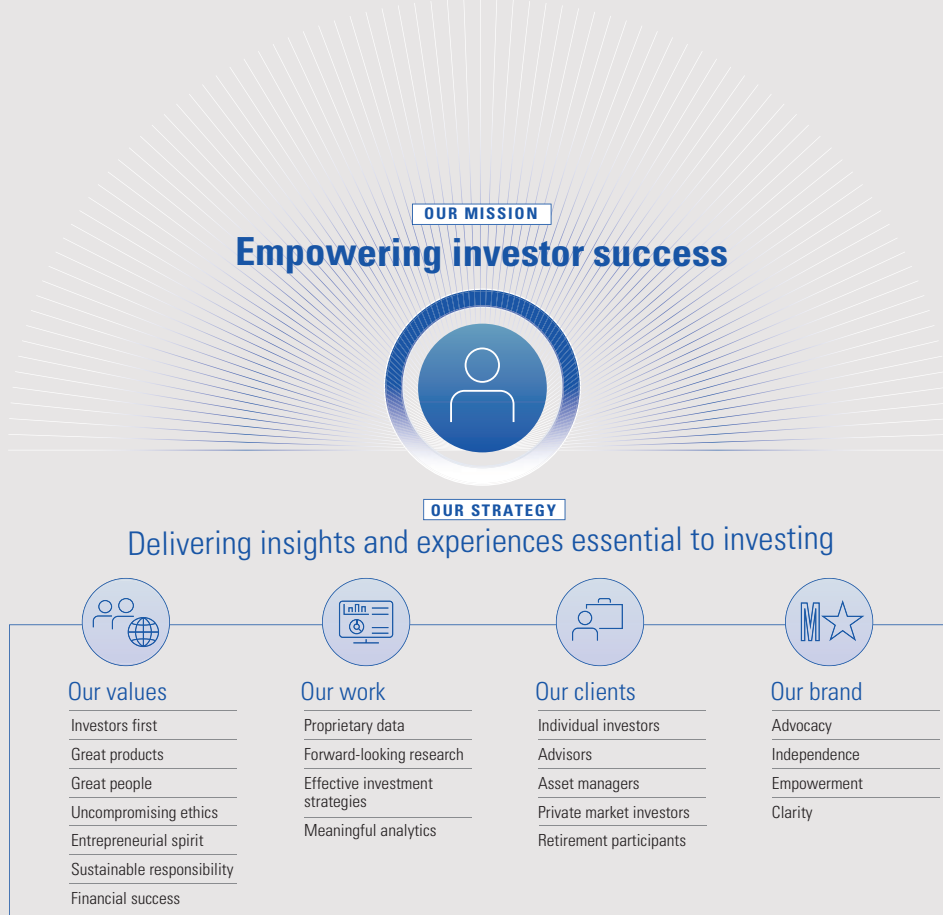 OUR MISSION
Empowering investor success
OUR STRATEGY
Delivering insights and experiences essential to investing
Our values
Investors first
Great products
Great people
Uncompromising ethics
Entrepreneurial spirit
Sustainable responsibility
Financial success
Our work
Proprietary data
Forward-looking research
Effective investment
strategies
Meaningful analytics
Our clients
Individual investors
Advisors
Asset managers
Private market investors
Retirement participants
M
Our brand
Advocacy
Independence
Empowerment
Clarity